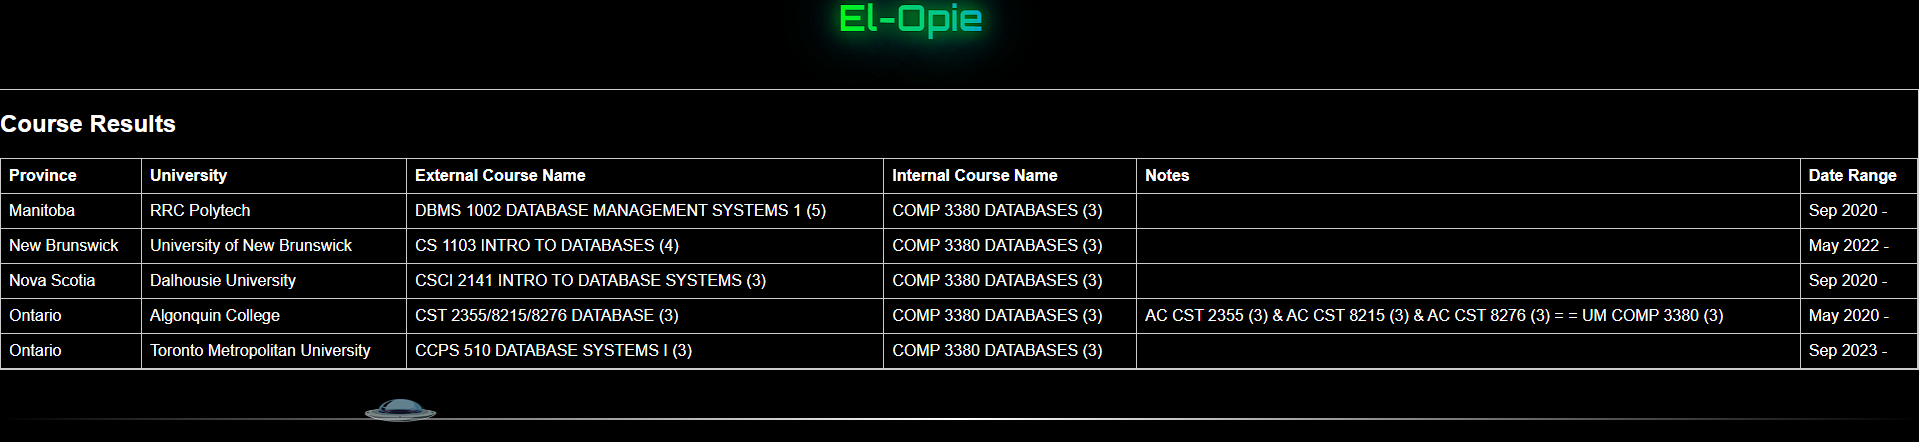 El-Opie
Course Results
Province University External Course Name Internal Course Name Notes Date Range
Manitoba RRC Polytech DBMS 1002 DATABASE MANAGEMENT SYSTEMS 1 (5) COMP 3380 DATABASES (3) Sep 2020 -
New Brunswick University of New Brunswick CS 1103 INTRO TO DATABASES (4) COMP 3380 DATABASES (3) May 2022 -
Nova Scotia Dalhousie University CSCI 2141 INTRO TO DATABASE SYSTEMS (3) COMP 3380 DATABASES (3) Sep 2020 -
Ontario Algonquin College CST 2355/8215/8276 DATABASE (3) COMP 3380 DATABASES (3) AC CST 2355 (3) & AC CST 8215 (3) & AC CST 8276 (3) = = UM COMP 3380 (3) May 2020 -
Ontario Toronto Metropolitan University CCPS 510 DATABASE SYSTEMS I (3) COMP 3380 DATABASES (3) Sep 2023 -